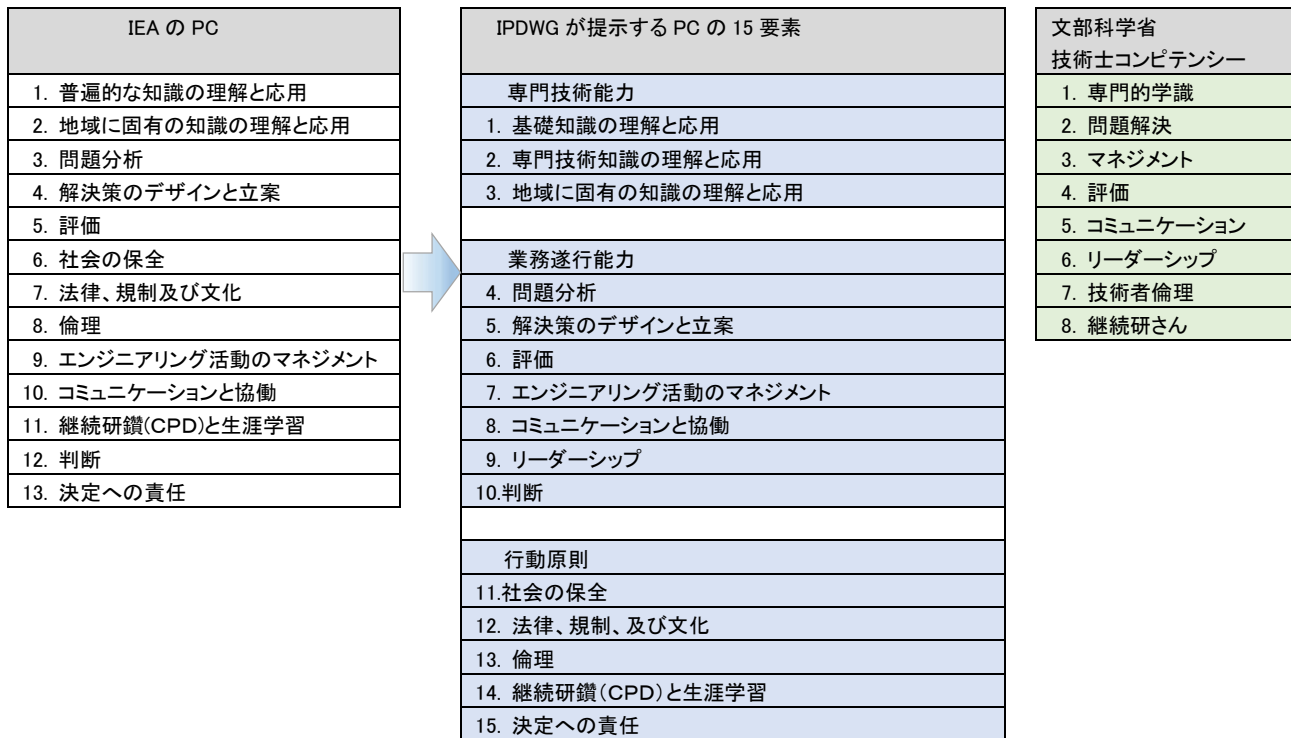 IEA の PC
1. 普遍的な知識の理解と応用
2. 地域に固有の知識の理解と応用
3. 問題分析
4. 解決策のデザインと立案
5. 評価
6. 社会の保全
7. 法律、規制及び文化
8. 倫理
9. エンジニアリング活動のマネジメント
10. コミュニケーションと協働
11. 継続研鑽(CPD)と生涯学習
12. 判断
13. 決定への責任
IPDWG が提示する PC の 15 要素
専門技術能力
1. 基礎知識の理解と応用
2. 専門技術知識の理解と応用
3. 地域に固有の知識の理解と応用
業務遂行能力
4. 問題分析
5. 解決策のデザインと立案
6. 評価
7. エンジニアリング活動のマネジメント
8. コミュニケーションと協働
9. リーダーシップ
10.判断
行動原則
11.社会の保全
12. 法律、規制、及び文化
13. 倫理
14. 継続研鑽(CPD)と生涯学習
15. 決定への責任
文部科学省
技術士コンピテンシー
1. 専門的学識
2. 問題解決
3. マネジメント
4. 評価
5. コミュニケーション
6. リーダーシップ
7. 技術者倫理
8. 継続研さん